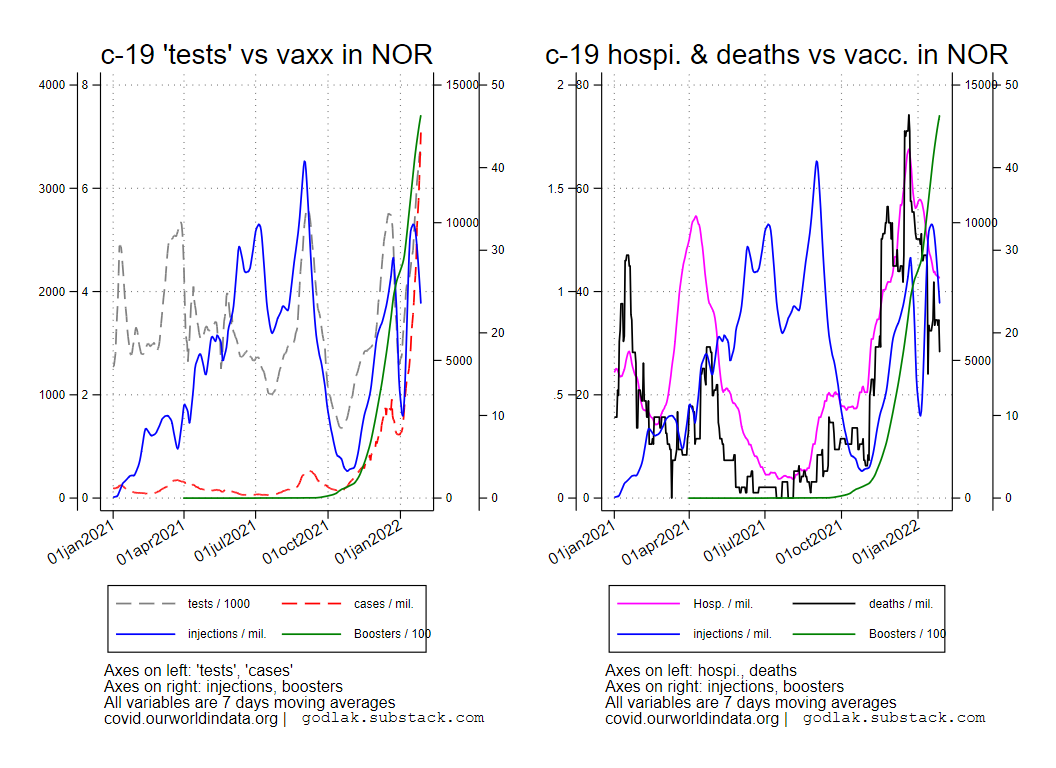 c-19 'tests' vs vaxx in NOR
4000 8 15000 50
3000 6 40
10000
30
2000 4
20
5000
1000 2
10
0 0 0 0
01jan2021 01apr2021 01jul2021 01oct2021 01jan2022
tests / 1000 cases / mil.
injections / mil. Boosters / 100
Axes on left: 'tests', 'cases'
Axes on right: injections, boosters
All variables are 7 days moving averages
covid.ourworldindata.org | godlak.substack.com
c-19 hospi. & deaths vs vacc. in NOR
2 80 15000 50
1.5 60 40
10000
30
1 40
20
5000
.5 20
10
0 0 0 0
01jan2021 01apr2021 01jul2021 01oct2021 01jan2022
Hosp. / mil. deaths / mil.
injections / mil. Boosters / 100
Axes on left: hospi., deaths
Axes on right: injections, boosters
All variables are 7 days moving averages
covid.ourworldindata.org | godlak.substack.com